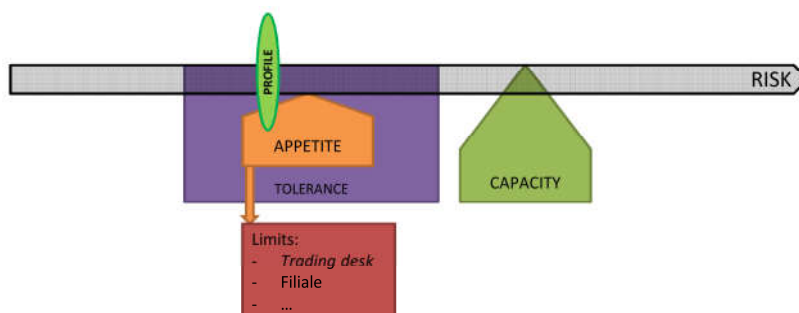 PROFILE
RISK
APPETITE
TOLERANCE
CAPACITY
Limits:
- Trading desk
- Filiale
- ...